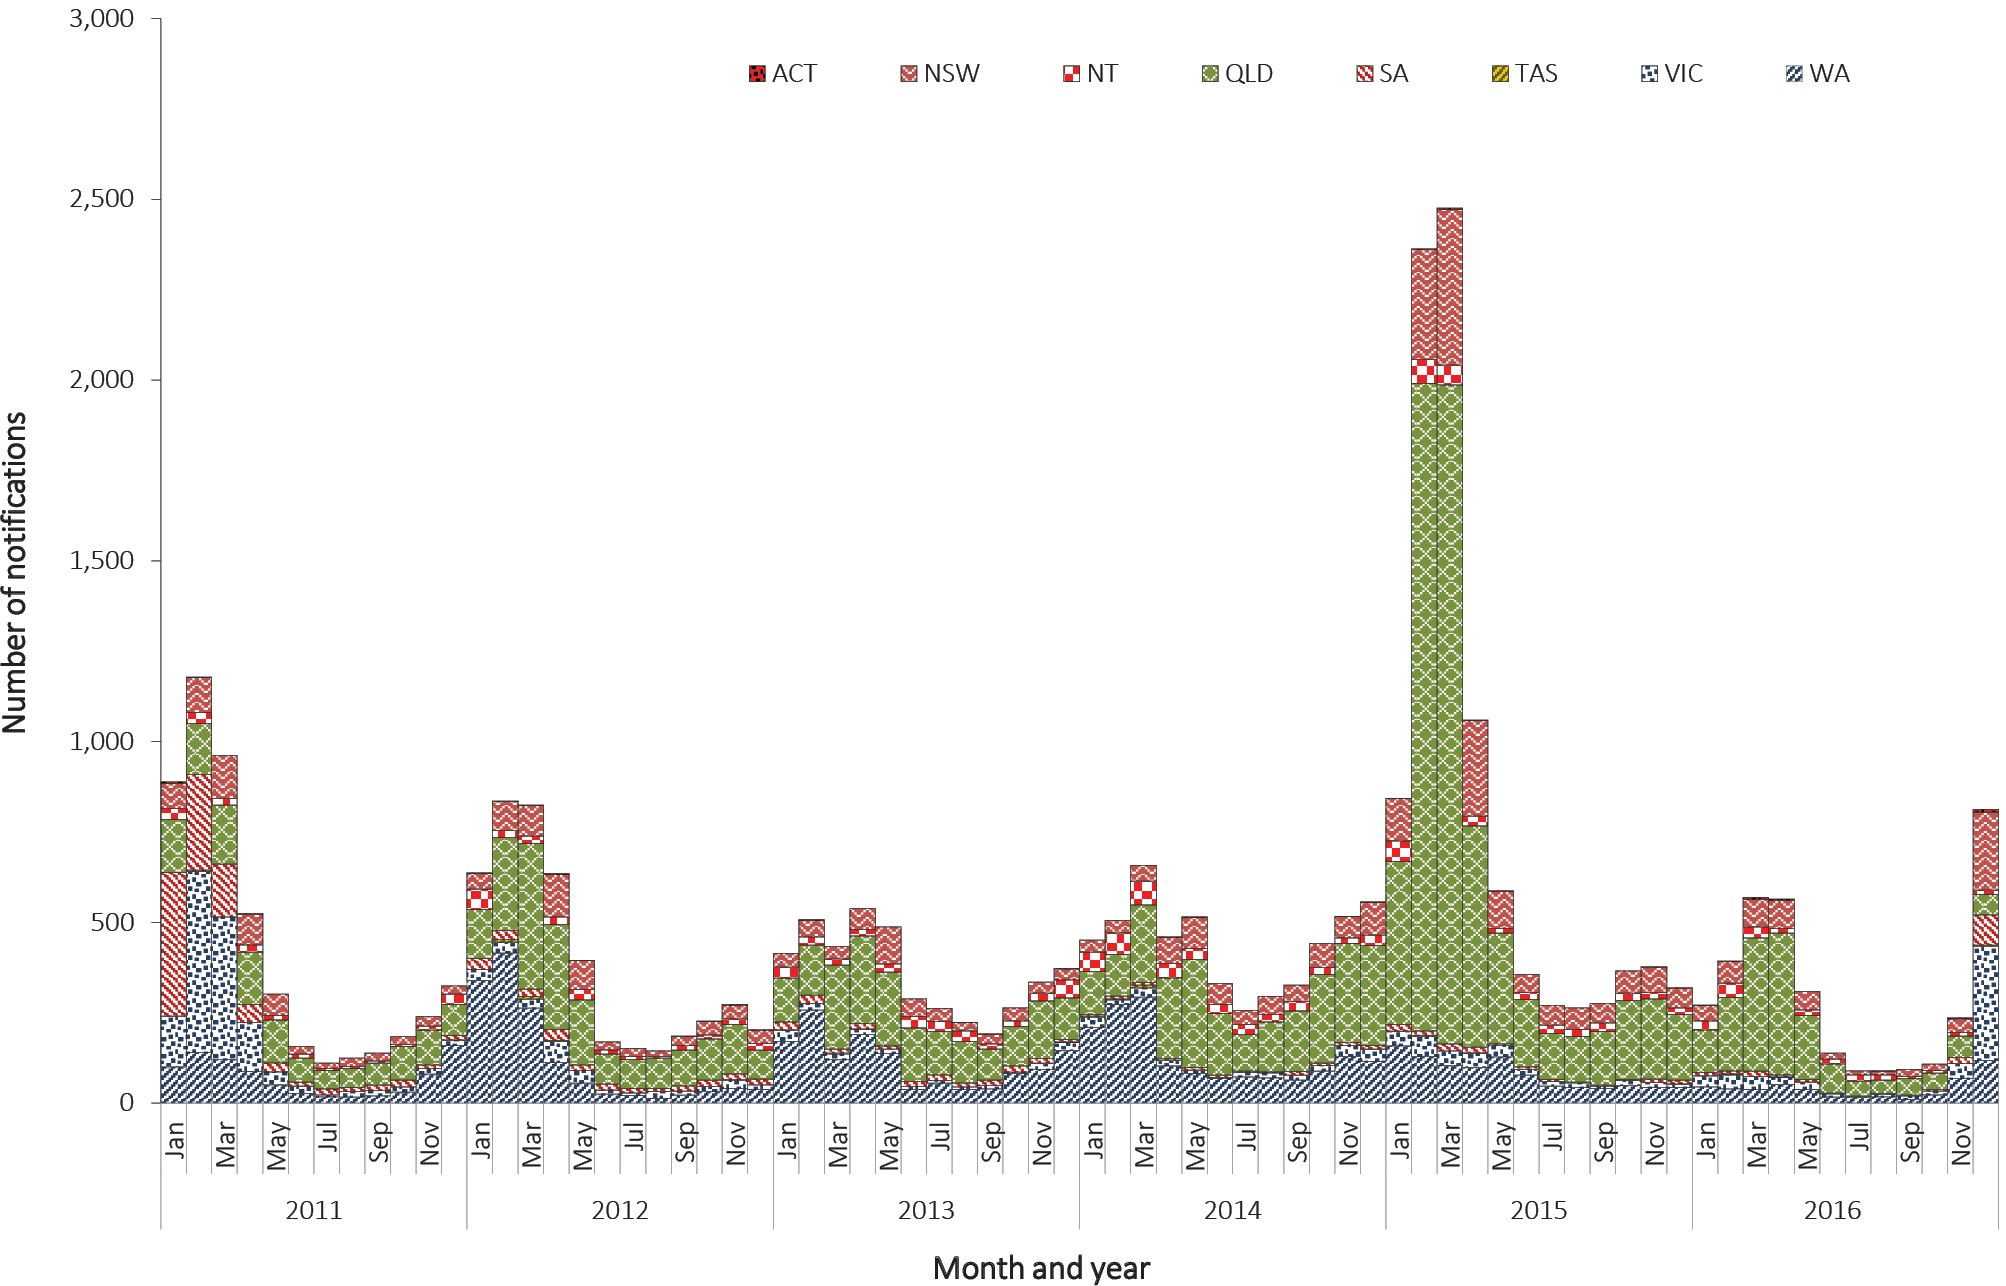 3,000
ACT NSW NT QLD SA TAS VIC WA
2,500
2,000
1,500
1,000
500
0
Number of notifications
Jan Mar May Jul Sep Nov Jan Mar May Jul Sep Nov Jan Mar May Jul Sep Nov Jan Mar May Jul Sep Nov Jan Mar May Jul Sep Nov Jan Mar May Jul Sep Nov
2011 2012 2013 2014 2015 2016
Month and year